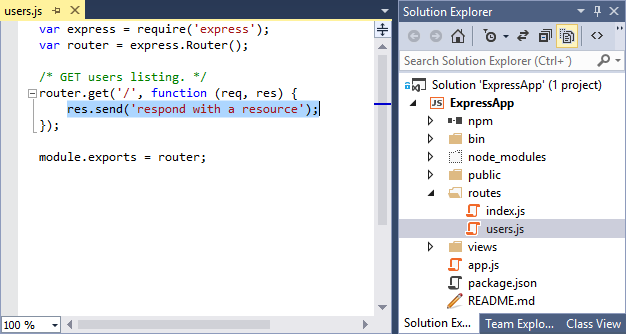 users.js
var express = require('express');
var router = express.Router();
/* GET users listing. */
router.get('/', function (req, res) {
res.send('respond with a resource');
});
module.exports = router;
100 %
Solution Explorer
Search Solution Explorer (Ctrl+´)
Solution 'ExpressApp' (1 project)
JS ExpressApp
npm
bin
node_modules
public
routes
index.js
users.js
views
app.js
package.json
README.md
Solution Ex... Team Explo... Class View